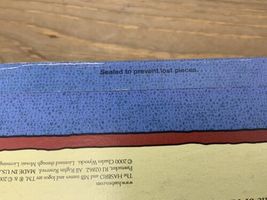 Sealed to prevent lost pieces.
© 2000 Charles Wysocki. Licensed through Mosaic Licensing
Pawtucket, RI 02862. All Rights Reserved. MADE IN U.S.
The HASBRO and MB names and logos are TM, ® & © 20
www.hasbro.com